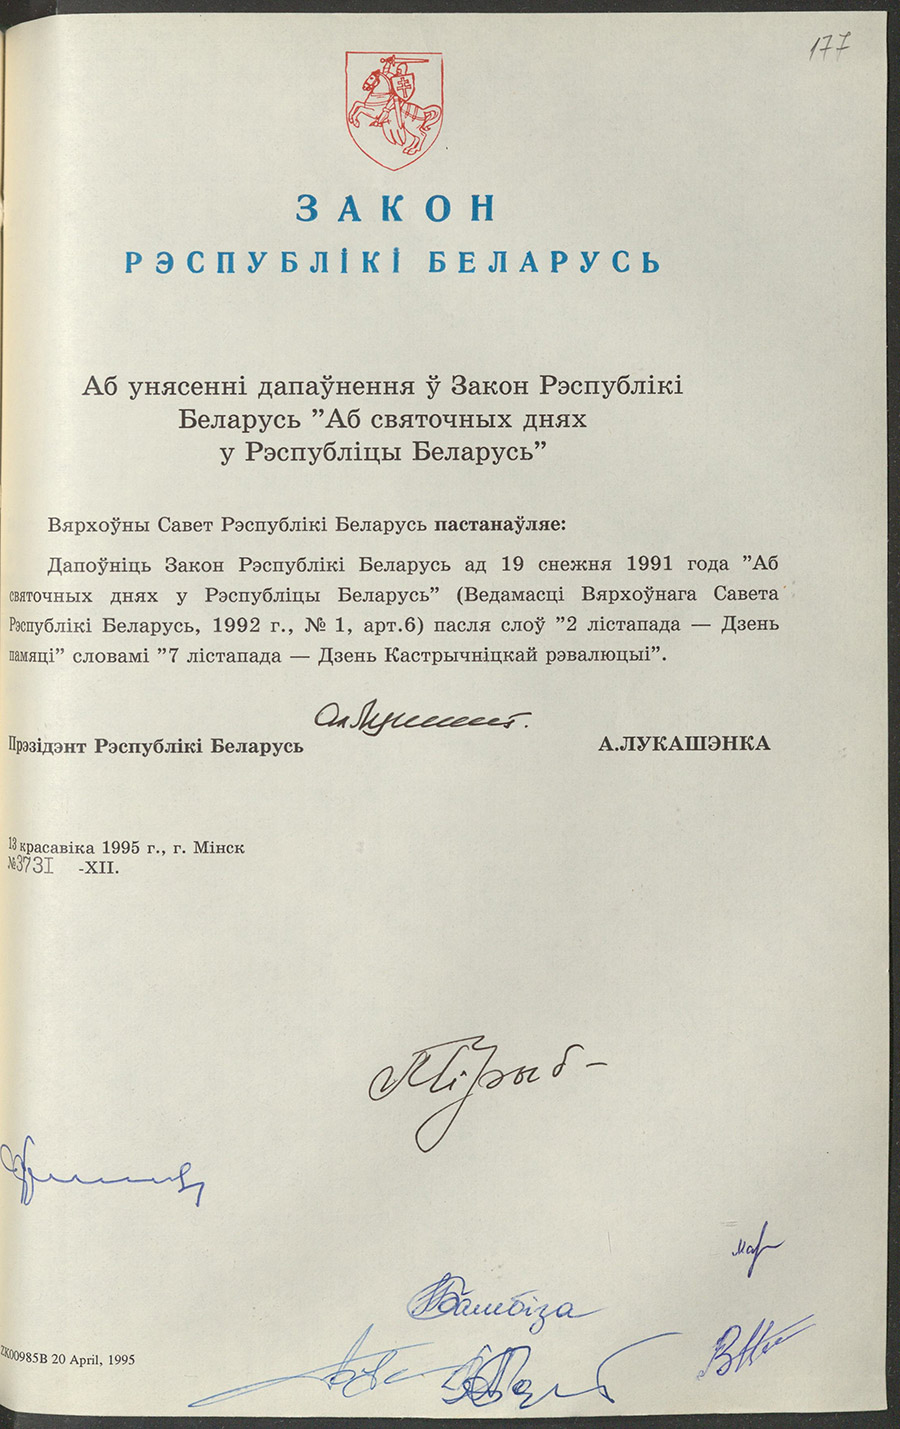 177
ЗАКОН
РЭСПУБЛІКІ БЕЛАРУСЬ
Аб унясенні дапаўнення ў Закон Рэспублікі
Беларусь ”Аб святочных днях
у Рэспубліцы Беларусь”
Вярхоўны Савет Рэспублікі Беларусь пастанаўляе:
Дапоўніць Закон Рэспублікі Беларусь ад 19 снежня 1991 года ”Аб
святочных днях у Рэспубліцы Беларусь” (Ведамасці Вярхоўнага Савета
Рэспублікі Беларусь, 1992 г., № 1, арт.6) пасля слоў ”2 лістапада — Дзень
памяці” словамі ”7 лістапада — Дзень Кастрычніцкай рэвалюцыі”.
Прэзідэнт Рэспублікі Беларусь А.ЛУКАШЭНКА
13 красавіка 1995 г., г. Мінск
№373I -XII.
Бамбіза
ZK00985B 20 April, 1995